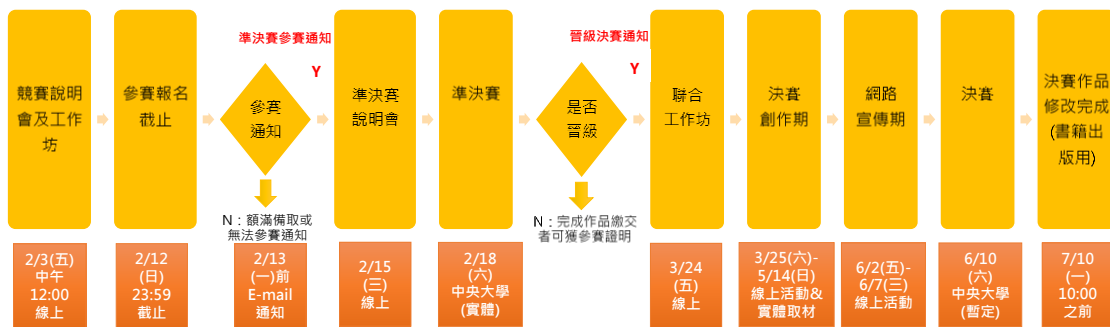 競賽說明
會及工作
坊
參賽報名
截止
準決賽參賽通知
Y
參賽
通知
N：額滿備取或
無法參賽通知
準決賽
說明會
準決賽
晉級決賽通知
Y
是否
晉級
N：完成作品繳交
者可獲參賽證明
聯合
工作坊
決賽
創作期
網路
宣傳期
決賽
決賽作品
修改完成
(書籍出
版用)
2/3(五)
中午
12:00
線上
2/12
(日)
23:59
截止
2/13
(一)前
E-mail
通知
2/15
(三)
線上
2/18
(六)
中央大學
(實體)
3/24
(五)
線上
3/25(六)-
5/14(日)
線上活動&
實體取材
6/2(五)-
6/7(三)
線上活動
6/10
(六)
中央大學
(暫定)
7/10
(一)
10:00
之前